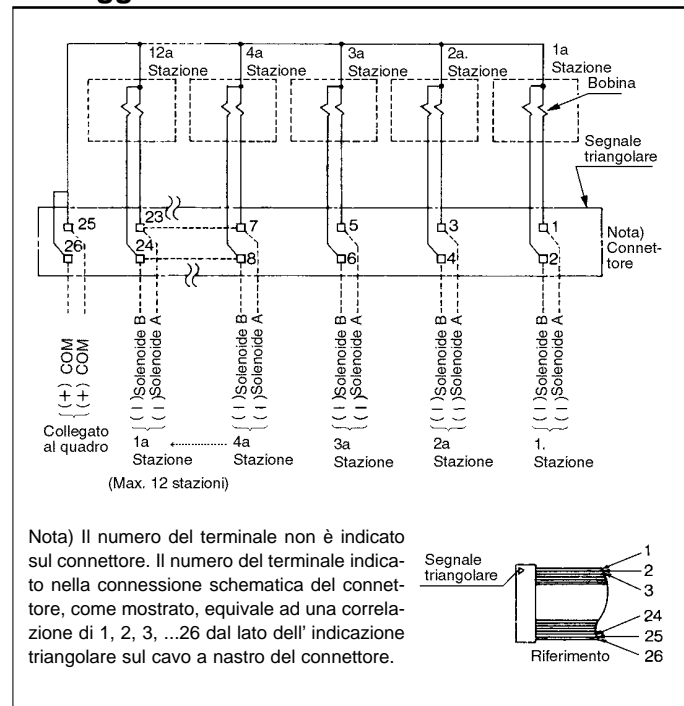 12a
Stazione
4a
Stazione
3a
Stazione
2a.
Stazione
1a
Stazione
Bobina
Segnale
triangolare
25
26
23
24
7
8
5
6
3
4
1
2
Nota)
Connet-
tore
(+) COM
(+) COM
(−)Solenoide B
(−)Solenoide A
(−)Solenoide B
(−)Solenoide A
(−)Solenoide B
(−)Solenoide A
(−)Solenoide B
(−)Solenoide A
(−)Solenoide B
(−)Solenoide A
Collegato
al quadro
1a
Stazione
4a
Stazione
3a
Stazione
2a
Stazione
1.
Stazione
(Max. 12 stazioni)
Nota) Il numero del terminale non è indicato
sul connettore. Il numero del terminale indica-
to nella connessione schematica del connet-
tore, come mostrato, equivale ad una correla-
zione di 1, 2, 3, ...26 dal lato dell' indicazione
triangolare sul cavo a nastro del connettore.
Segnale
triangolare
1
2
3
24
25
26
Riferimento